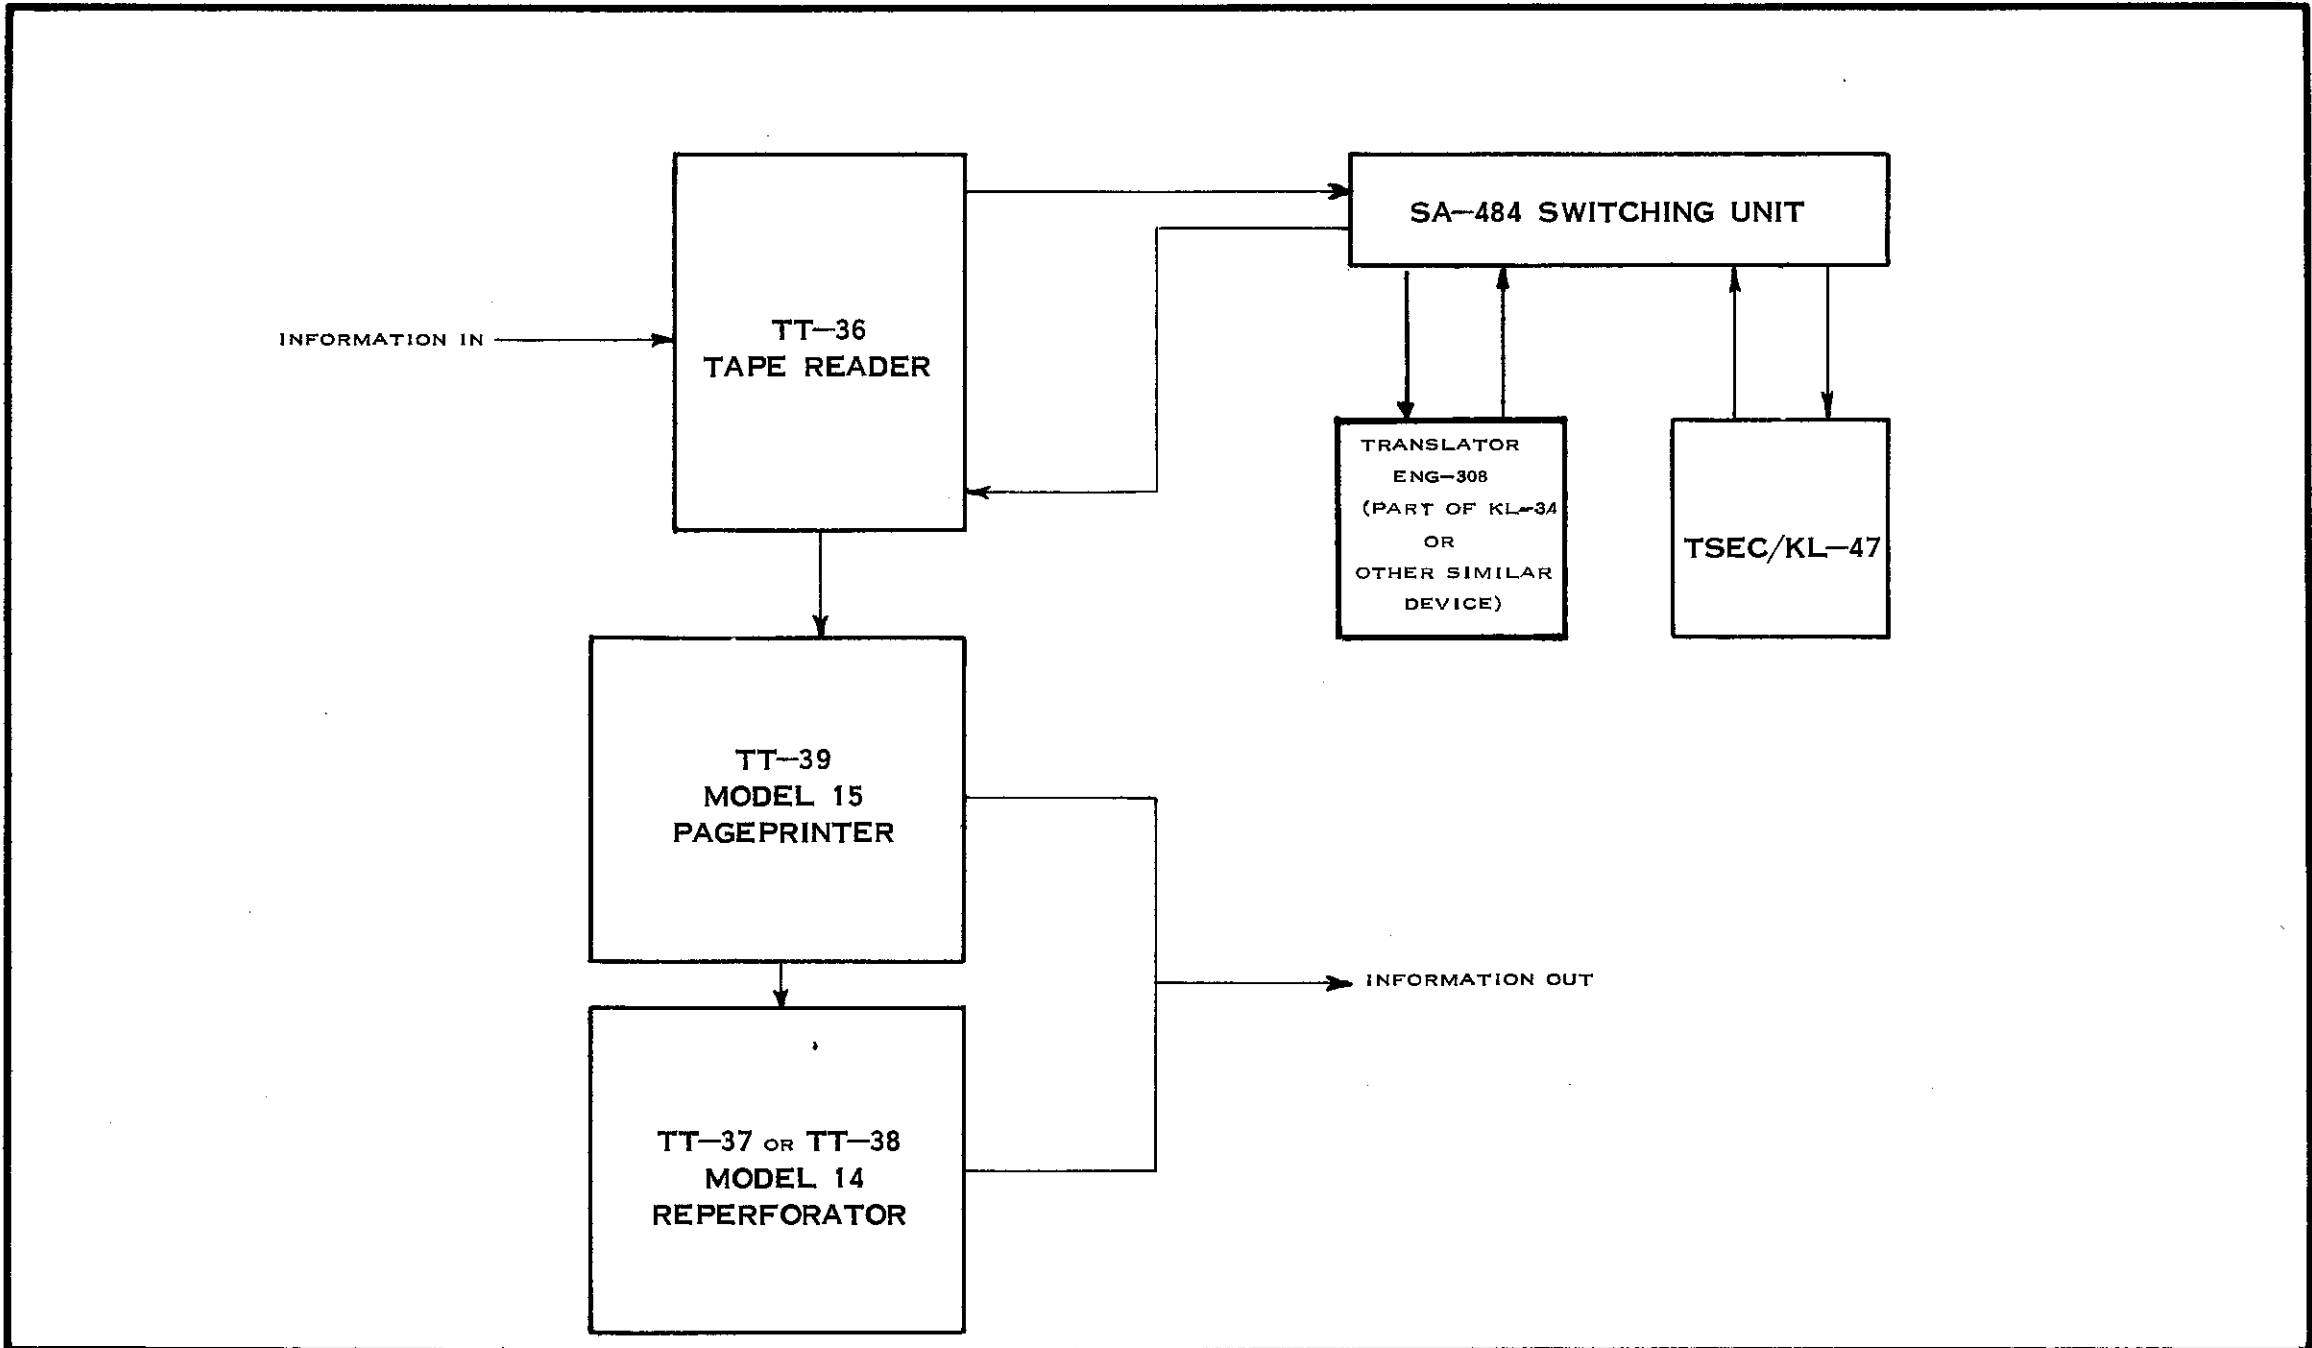 SA—484 SWITCHING UNIT
INFORMATION IN
TT—36
TAPE READER
TRANSLATOR
ENG—308
(PART OF KL—34
OR
OTHER SIMILAR
DEVICE)
TSEC/KL—47
TT—39
MODEL 15
PAGEPRINTER
INFORMATION OUT
TT—37 OR TT—38
MODEL 14
REPERFORATOR